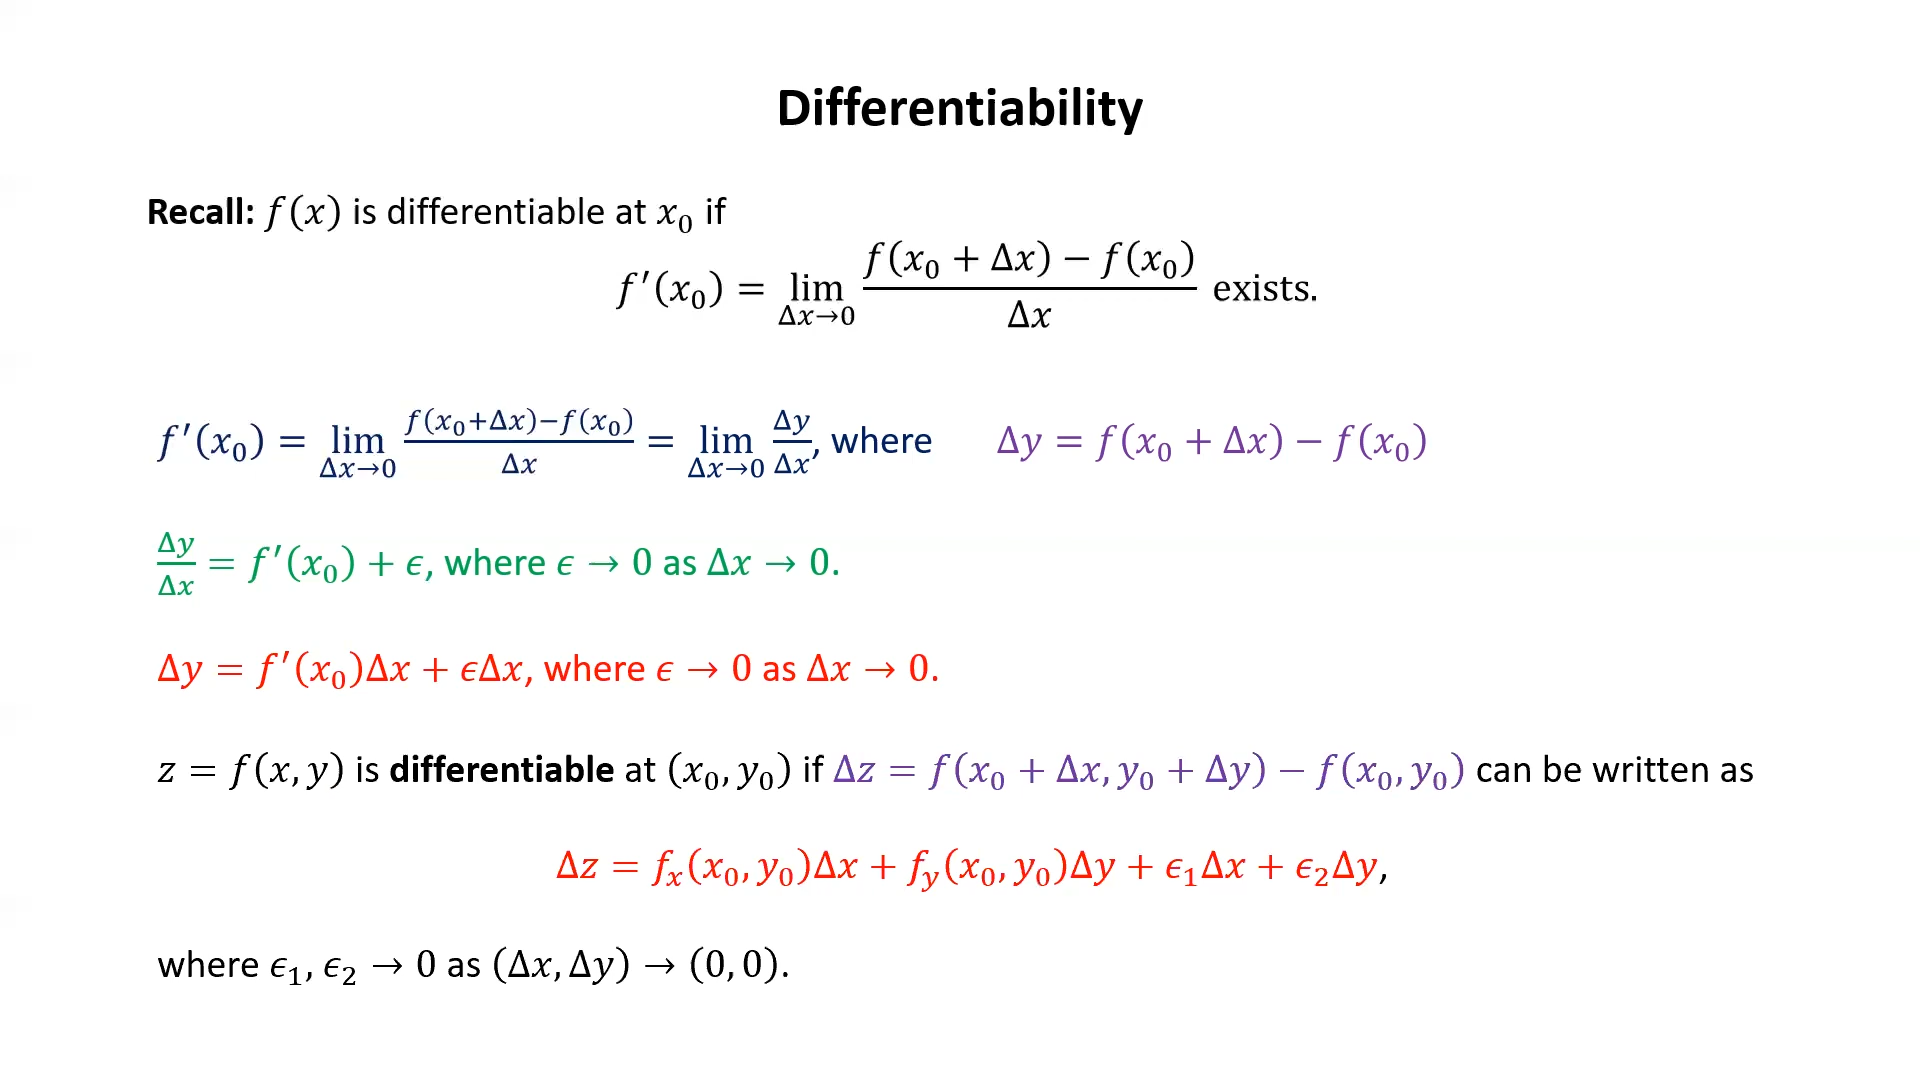 Differentiability
Recall: f(x) is differentiable at x₀ if
f′(x₀) = lim_{Δx→0} \frac{f(x₀ + Δx) − f(x₀)}{Δx} exists.
f′(x₀) = lim_{Δx→0} \frac{f(x₀+Δx)−f(x₀)}{Δx} = lim_{Δx→0} \frac{Δy}{Δx}, where Δy = f(x₀ + Δx) − f(x₀)
\frac{Δy}{Δx} = f′(x₀) + ϵ, where ϵ → 0 as Δx → 0.
Δy = f′(x₀)Δx + ϵΔx, where ϵ → 0 as Δx → 0.
z = f(x, y) is differentiable at (x₀, y₀) if Δz = f(x₀ + Δx, y₀ + Δy) − f(x₀, y₀) can be written as
Δz = f_x(x₀, y₀)Δx + f_y(x₀, y₀)Δy + ϵ₁Δx + ϵ₂Δy,
where ϵ₁, ϵ₂ → 0 as (Δx, Δy) → (0, 0).